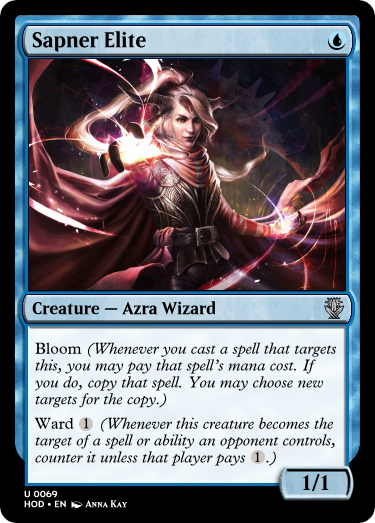 Sapner Elite
Creature — Azra Wizard
Bloom (Whenever you cast a spell that targets
this, you may pay that spell's mana cost. If
you do, copy that spell. You may choose new
targets for the copy.)
Ward 1 (Whenever this creature becomes the
target of a spell or ability an opponent controls,
counter it unless that player pays 1.)
1/1
U 0069
HOD • EN Anna Kay